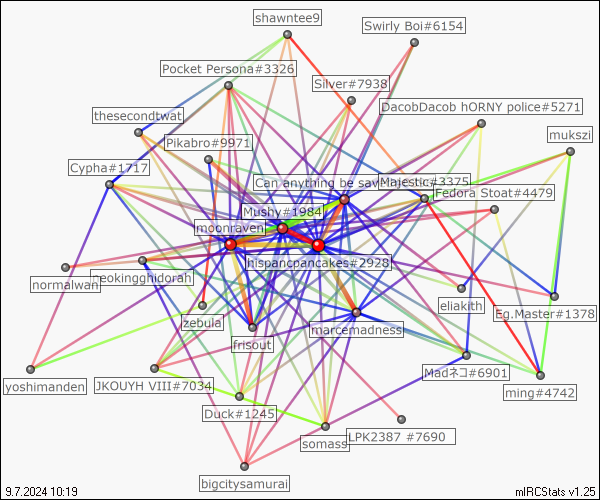 shawntee9
Swirly Boi#6154
Pocket Persona#3326
Silver#7938
DacobDacob hORNY police#5271
thesecondtwat
mukszi
Pikabro#9971
Cypha#1717
Can anything be sav
Majestic#3375
Fedora Stoat#4479
Mushy#1984
moonraven
hispancpancakes#2928
normalwan
neokingghidorah
eliakith
Eg.Master#1378
zebula
frisout
marcemadness
yoshimanden
JKOUYH VIII#7034
Madネコ#6901
ming#4742
Duck#1245
somass
LPK2387 #7690
bigcitysamurai
9.7.2024 10:19
mIRCStats v1.25